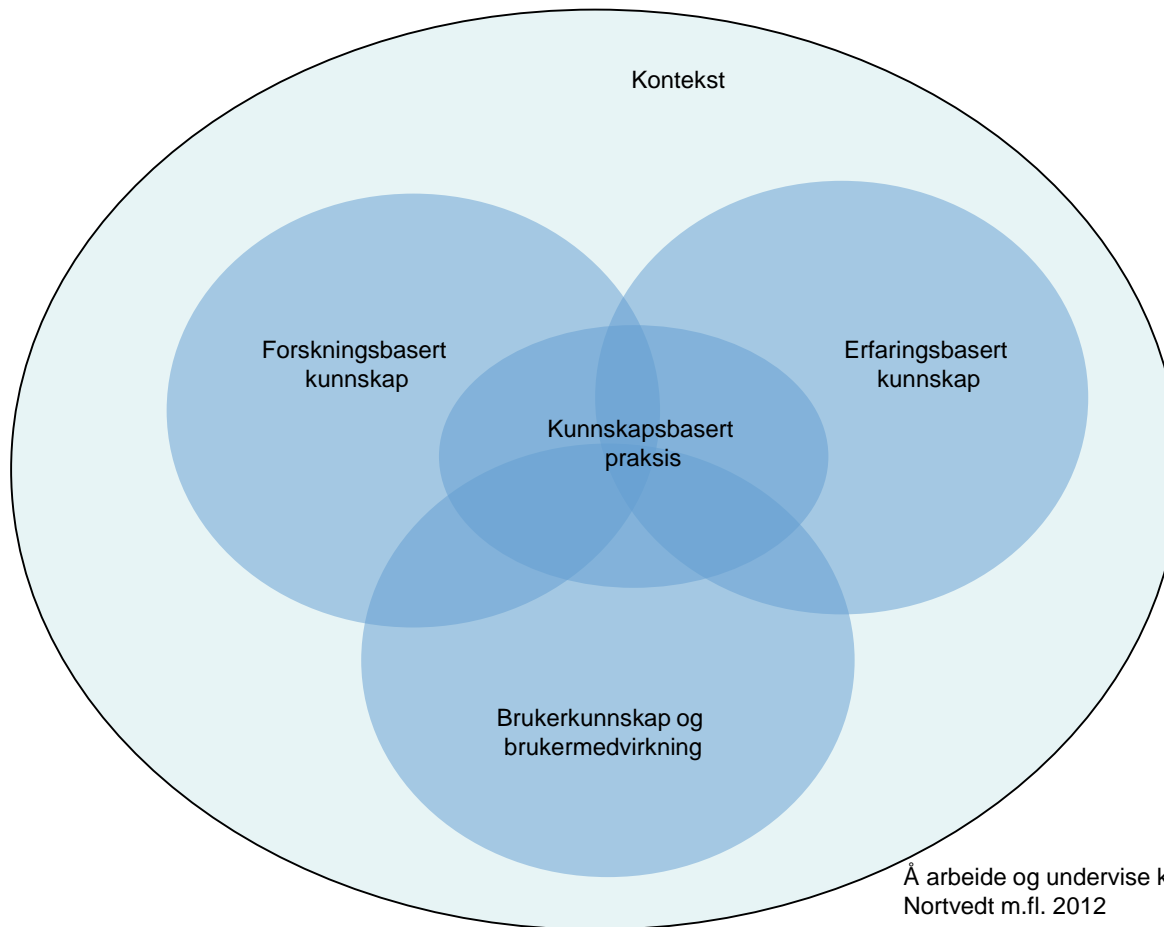 Kontekst
Forskningsbasert
kunnskap
Erfaringsbasert
kunnskap
Kunnskapsbasert
praksis
Brukerkunnskap og
brukermedvirkning
Å arbeide og undervise k
Nortvedt m.fl. 2012